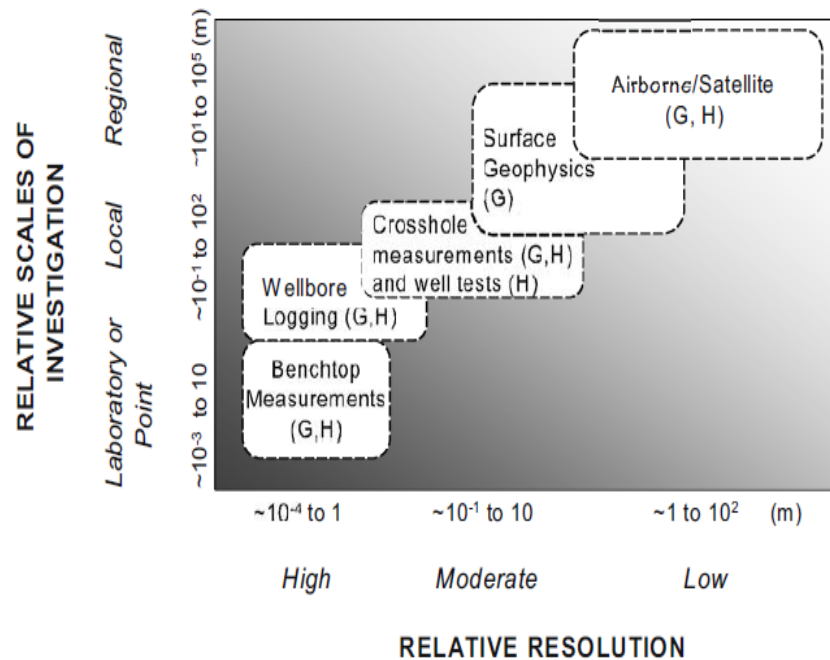 RELATIVE SCALES OF
INVESTIGATION
Regional
Local
Laboratory or
Point
~10¹ to 10⁵ (m)
~10⁻¹ to 10²
~10⁻³ to 10
Airborne/Satellite
(G, H)
Surface
Geophysics
(G)
Crosshole
measurements (G,H)
and well tests (H)
Wellbore
Logging (G,H)
Benchtop
Measurements
(G,H)
~10⁻⁴ to 1
~10⁻¹ to 10
~1 to 10² (m)
High
Moderate
Low
RELATIVE RESOLUTION